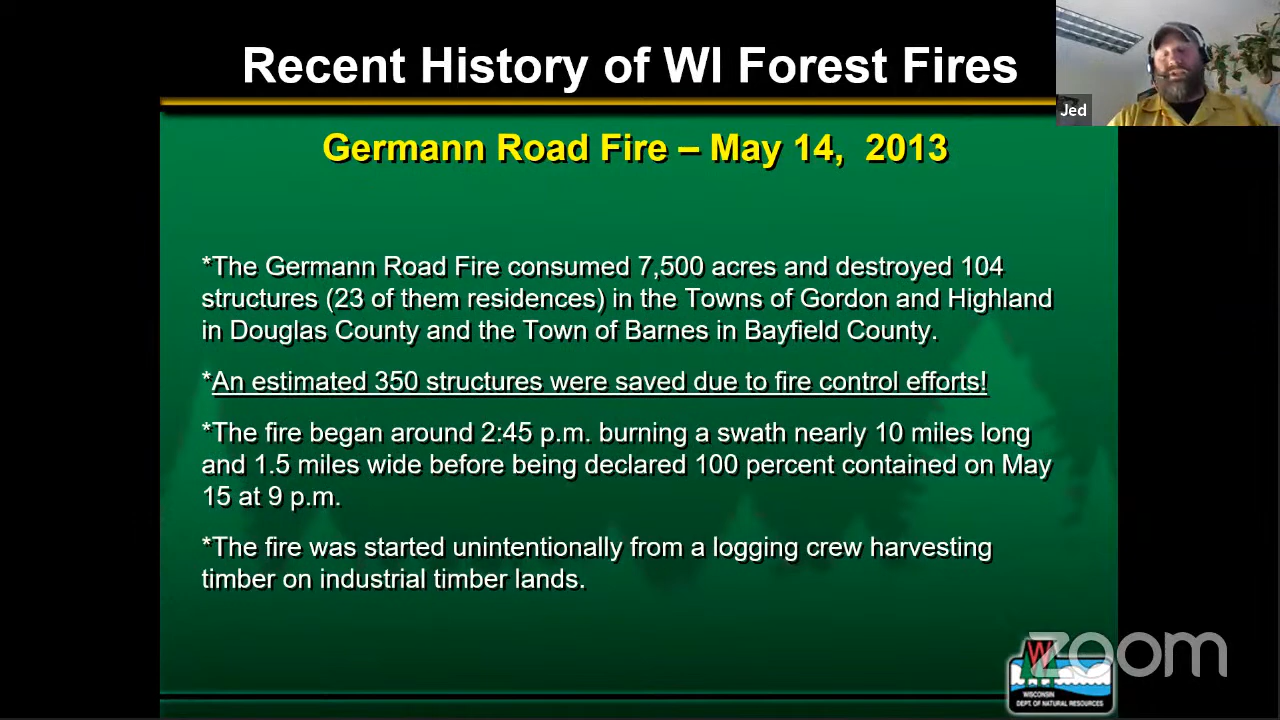 Recent History of WI Forest Fires
Jed
Germann Road Fire – May 14, 2013
*The Germann Road Fire consumed 7,500 acres and destroyed 104
structures (23 of them residences) in the Towns of Gordon and Highland
in Douglas County and the Town of Barnes in Bayfield County.
*An estimated 350 structures were saved due to fire control efforts!
*The fire began around 2:45 p.m. burning a swath nearly 10 miles long
and 1.5 miles wide before being declared 100 percent contained on May
15 at 9 p.m.
*The fire was started unintentionally from a logging crew harvesting
timber on industrial timber lands.
zoom
W
WISCONSIN
DEPT. OF NATURAL RESOURCES